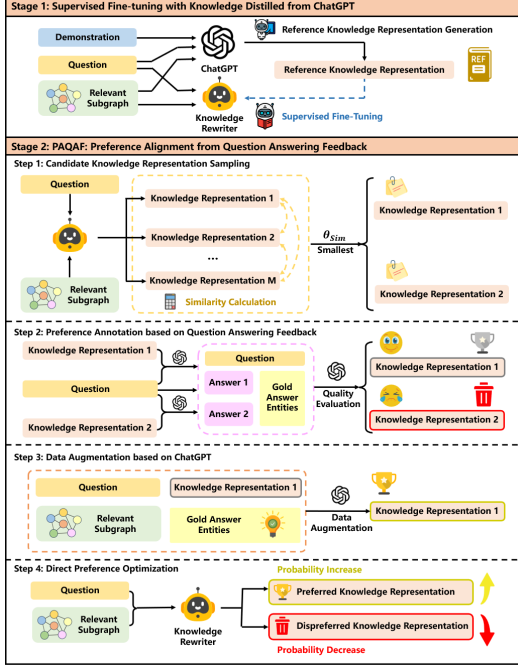 Stage 1: Supervised Fine-tuning with Knowledge Distilled from ChatGPT
Demonstration
Question
Relevant
Subgraph
ChatGPT
Knowledge
Rewriter
Reference Knowledge Representation Generation
Reference Knowledge Representation
REF
Supervised Fine-Tuning
Stage 2: PAQAF: Preference Alignment from Question Answering Feedback
Step 1: Candidate Knowledge Representation Sampling
Question
Relevant
Subgraph
Knowledge Representation 1
Knowledge Representation 2
...
Knowledge Representation M
Similarity Calculation
θSim
Smallest
Knowledge Representation 1
Knowledge Representation 2
Step 2: Preference Annotation based on Question Answering Feedback
Knowledge Representation 1
Question
Knowledge Representation 2
Question
Answer 1
Answer 2
Gold
Answer
Entities
Quality
Evaluation
Knowledge Representation 1
Knowledge Representation 2
Step 3: Data Augmentation based on ChatGPT
Question
Knowledge Representation 1
Relevant
Subgraph
Gold Answer
Entities
Data
Augmentation
Knowledge Representation 1
Step 4: Direct Preference Optimization
Question
Relevant
Subgraph
Knowledge
Rewriter
Probability Increase
Preferred Knowledge Representation
Dispreferred Knowledge Representation
Probability Decrease